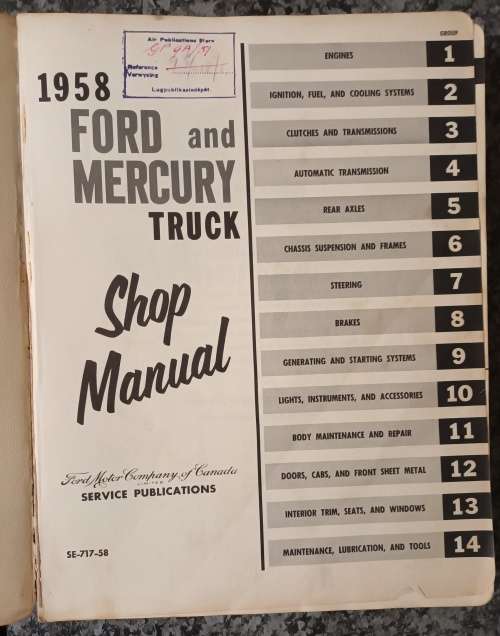 Air Publications Store
Reference
Verwysing
Lugpublikasiedepot
1958
FORD and
MERCURY
TRUCK
Shop
Manual
Ford Motor Company of Canada
LIMITED
SERVICE PUBLICATIONS
SE-717-58
GROUP
ENGINES 1
IGNITION, FUEL, AND COOLING SYSTEMS 2
CLUTCHES AND TRANSMISSIONS 3
AUTOMATIC TRANSMISSION 4
REAR AXLES 5
CHASSIS SUSPENSION AND FRAMES 6
STEERING 7
BRAKES 8
GENERATING AND STARTING SYSTEMS 9
LIGHTS, INSTRUMENTS, AND ACCESSORIES 10
BODY MAINTENANCE AND REPAIR 11
DOORS, CABS, AND FRONT SHEET METAL 12
INTERIOR TRIM, SEATS, AND WINDOWS 13
MAINTENANCE, LUBRICATION, AND TOOLS 14